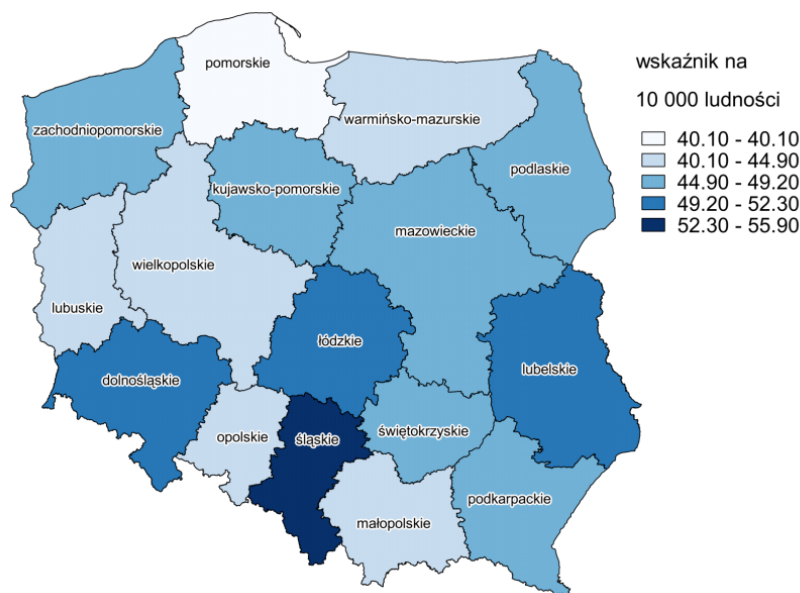 wskaźnik na
10 000 ludności
40.10 - 40.10
40.10 - 44.90
44.90 - 49.20
49.20 - 52.30
52.30 - 55.90
pomorskie
warmińsko-mazurskie
zachodniopomorskie
podlaskie
kujawsko-pomorskie
mazowieckie
wielkopolskie
lubuskie
łódzkie
lubelskie
dolnośląskie
opolskie
śląskie
świętokrzyskie
podkarpackie
małopolskie